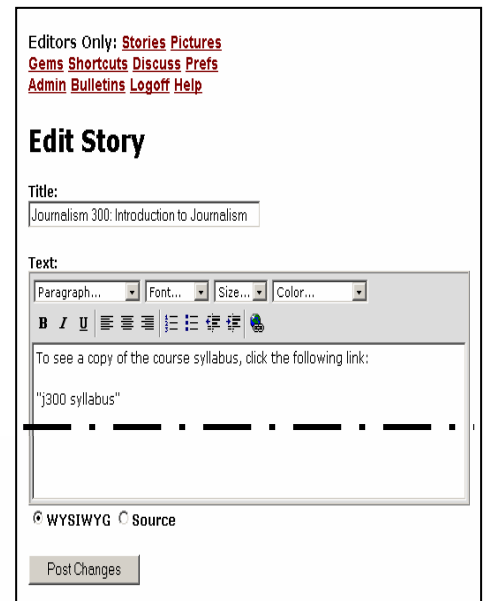 Editors Only: Stories Pictures
Gems Shortcuts Discuss Prefs
Admin Bulletins Logoff Help
Edit Story
Title:
Journalism 300: Introduction to Journalism
Text:
Paragraph... Font... Size... Color...
B I U
To see a copy of the course syllabus, click the following link:
"j300 syllabus"
WYSIWYG Source
Post Changes